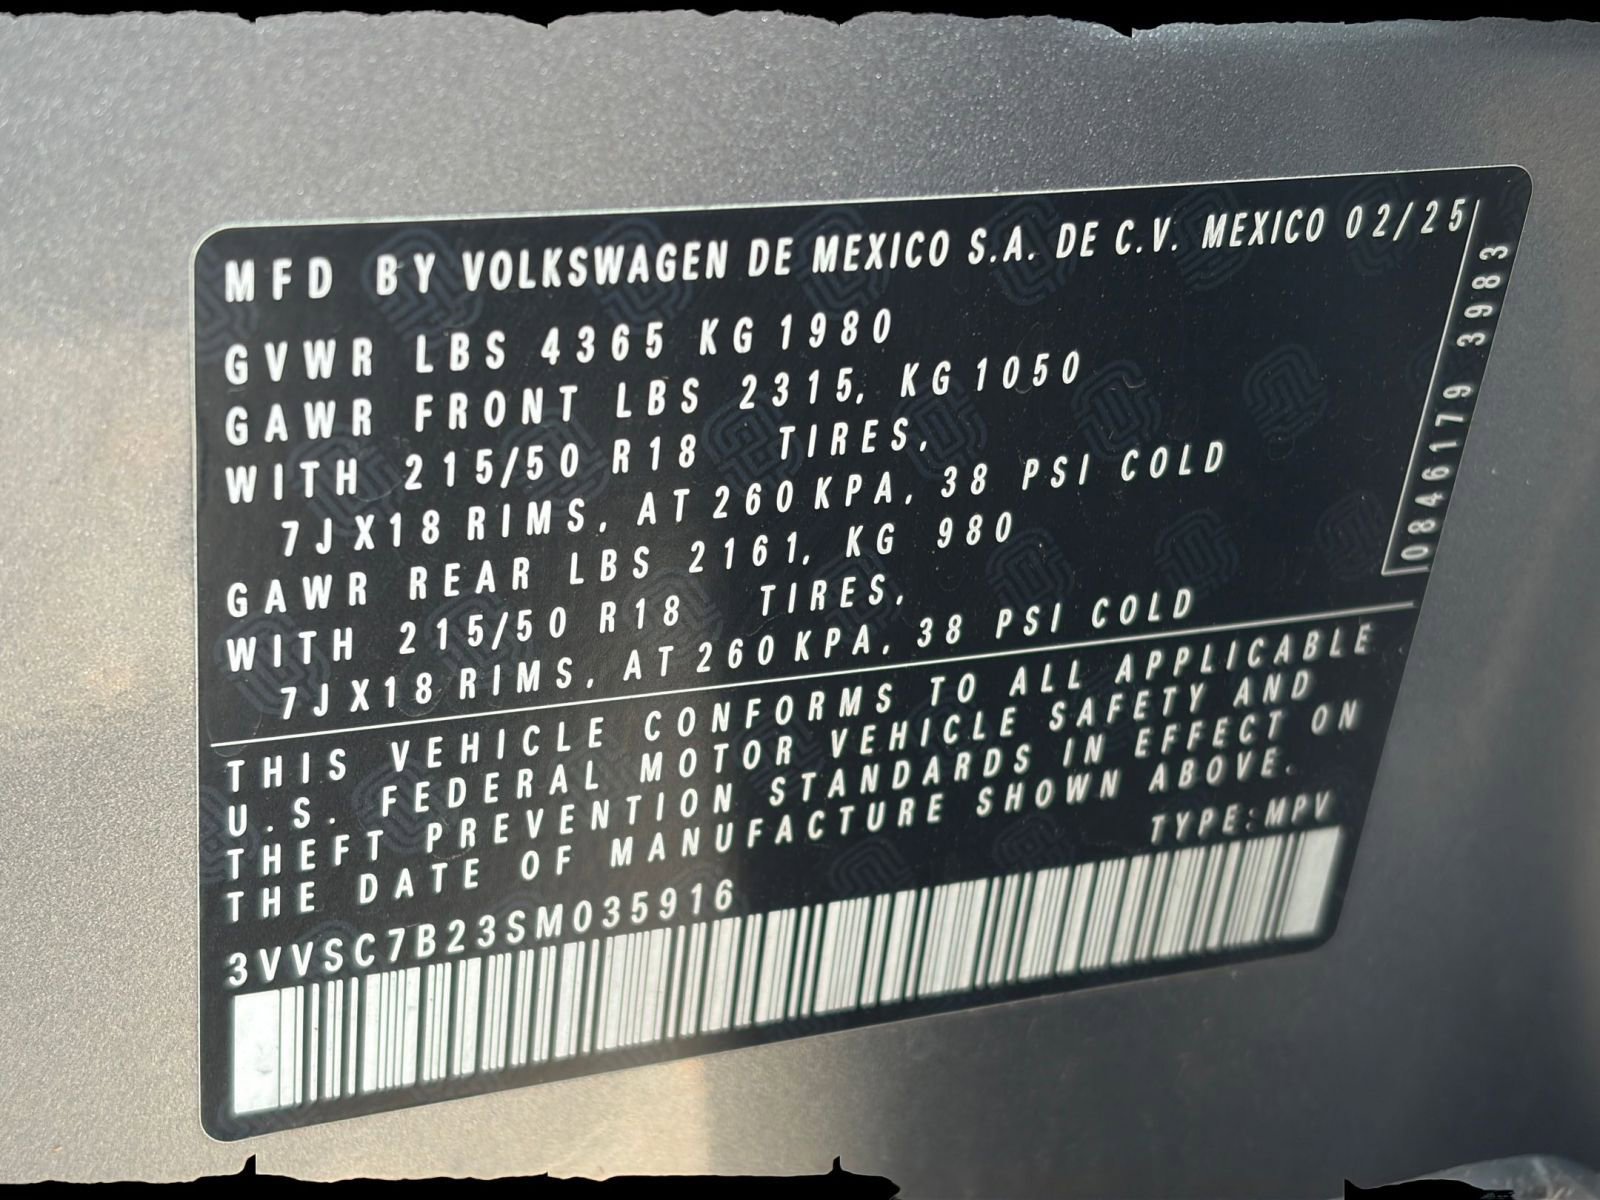 MFD BY VOLKSWAGEN DE MEXICO S.A. DE C.V. MEXICO 02/25
GVWR LBS 4365 KG 1980
GAWR FRONT LBS 2315, KG 1050
WITH 215/50 R18 TIRES,
7JX18 RIMS, AT 260 KPA, 38 PSI COLD
GAWR REAR LBS 2161, KG 980
WITH 215/50 R18 TIRES,
7JX18 RIMS, AT 260 KPA, 38 PSI COLD
0846179 3983
THIS VEHICLE CONFORMS TO ALL APPLICABLE
U.S. FEDERAL MOTOR VEHICLE SAFETY AND
THEFT PREVENTION STANDARDS IN EFFECT ON
THE DATE OF MANUFACTURE SHOWN ABOVE.
TYPE:MPV
3VVSC7B23SM035916